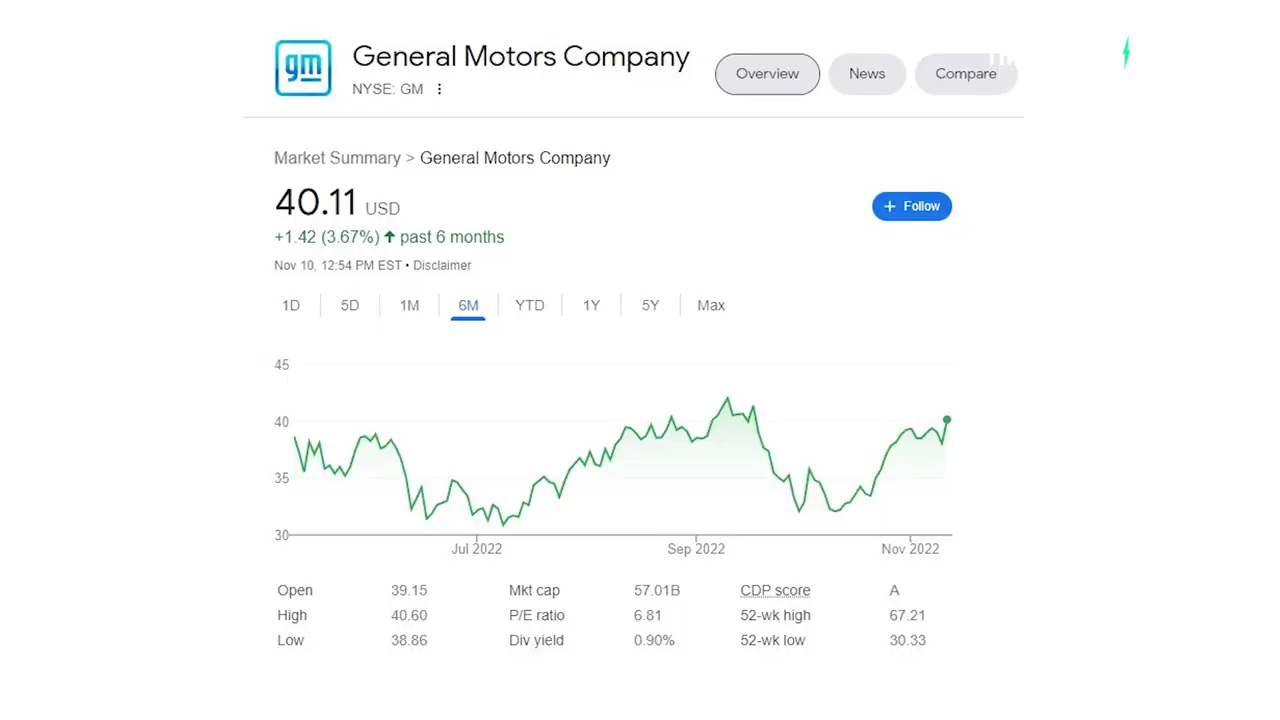 gm
General Motors Company
NYSE: GM
Overview
News
Compare
Market Summary > General Motors Company
40.11 USD
+ Follow
+1.42 (3.67%) ↑ past 6 months
Nov 10, 12:54 PM EST • Disclaimer
1D 5D 1M 6M YTD 1Y 5Y Max
45
40
35
30
Jul 2022 Sep 2022 Nov 2022
Open 39.15 Mkt cap 57.01B CDP score A
High 40.60 P/E ratio 6.81 52-wk high 67.21
Low 38.86 Div yield 0.90% 52-wk low 30.33